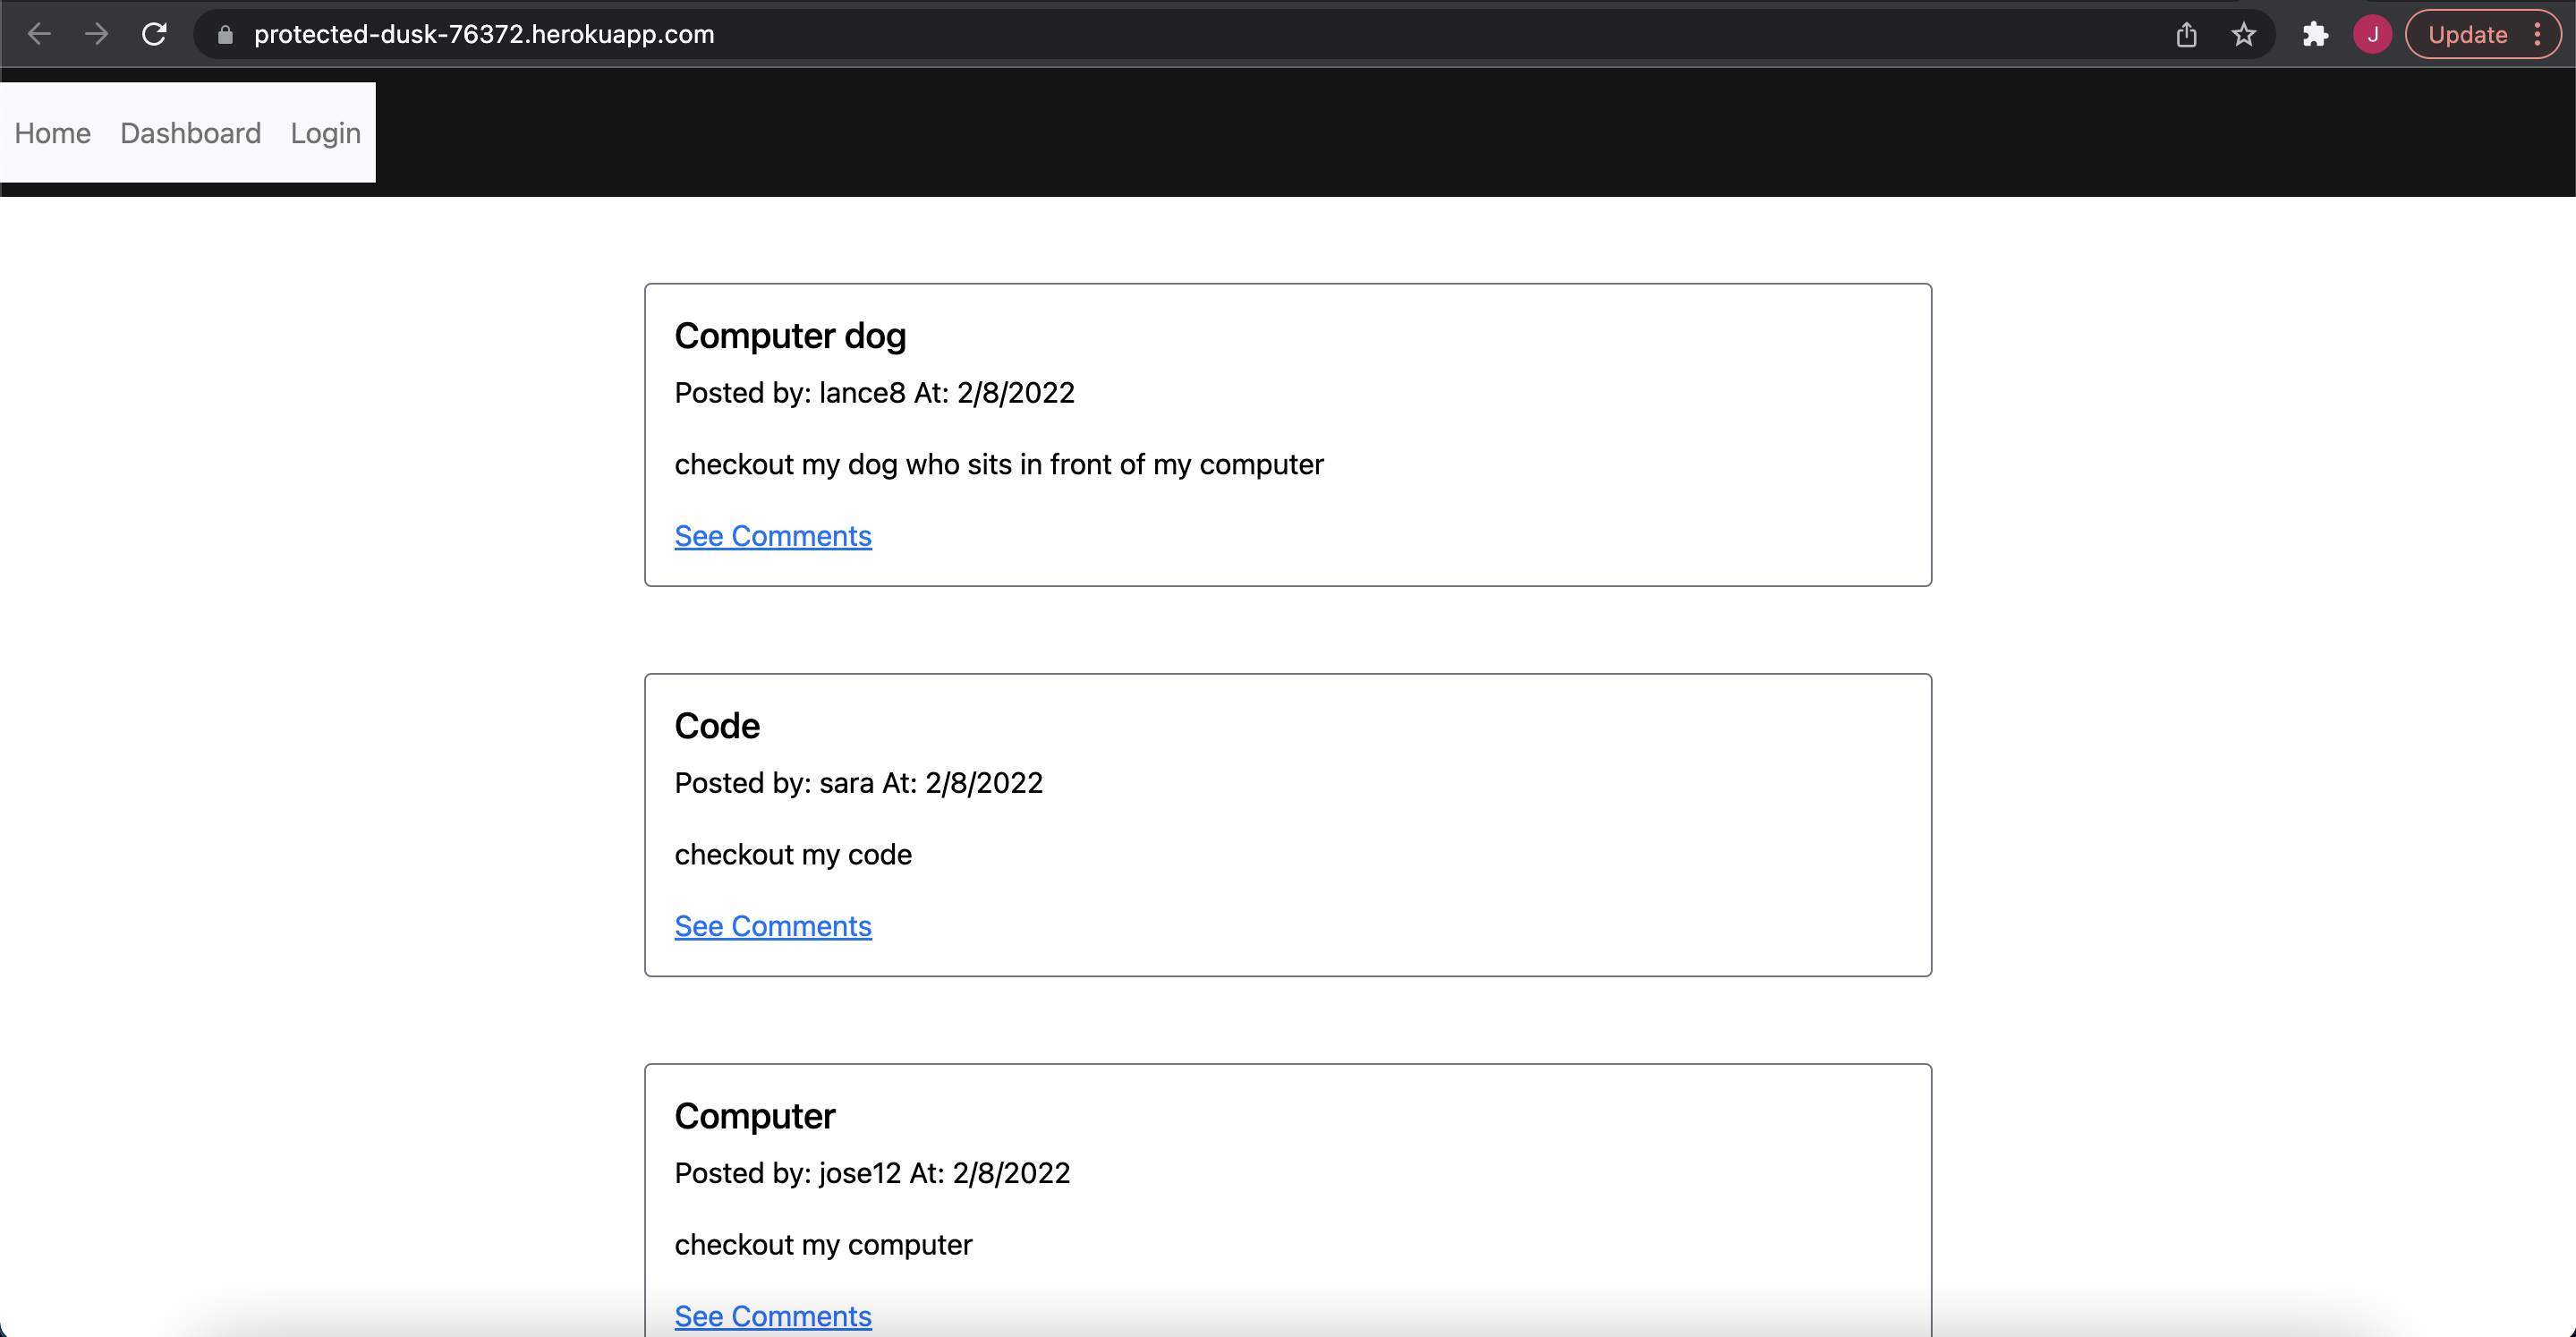 protected-dusk-76372.herokuapp.com
J
Update
Home Dashboard Login
Computer dog
Posted by: lance8 At: 2/8/2022
checkout my dog who sits in front of my computer
See Comments
Code
Posted by: sara At: 2/8/2022
checkout my code
See Comments
Computer
Posted by: jose12 At: 2/8/2022
checkout my computer
See Comments